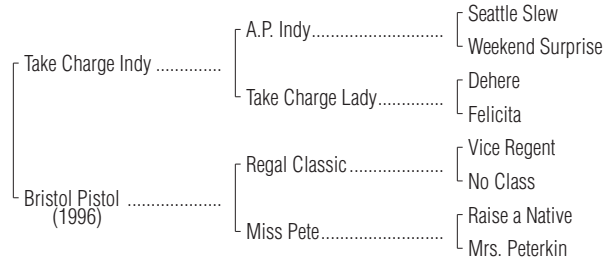 Seattle Slew
A.P. Indy....................
Weekend Surprise
Take Charge Indy ..............
Dehere
Take Charge Lady..............
Felicita
Vice Regent
Regal Classic....................
No Class
Bristol Pistol ....................
(1996)
Raise a Native
Miss Pete..........................
Mrs. Peterkin